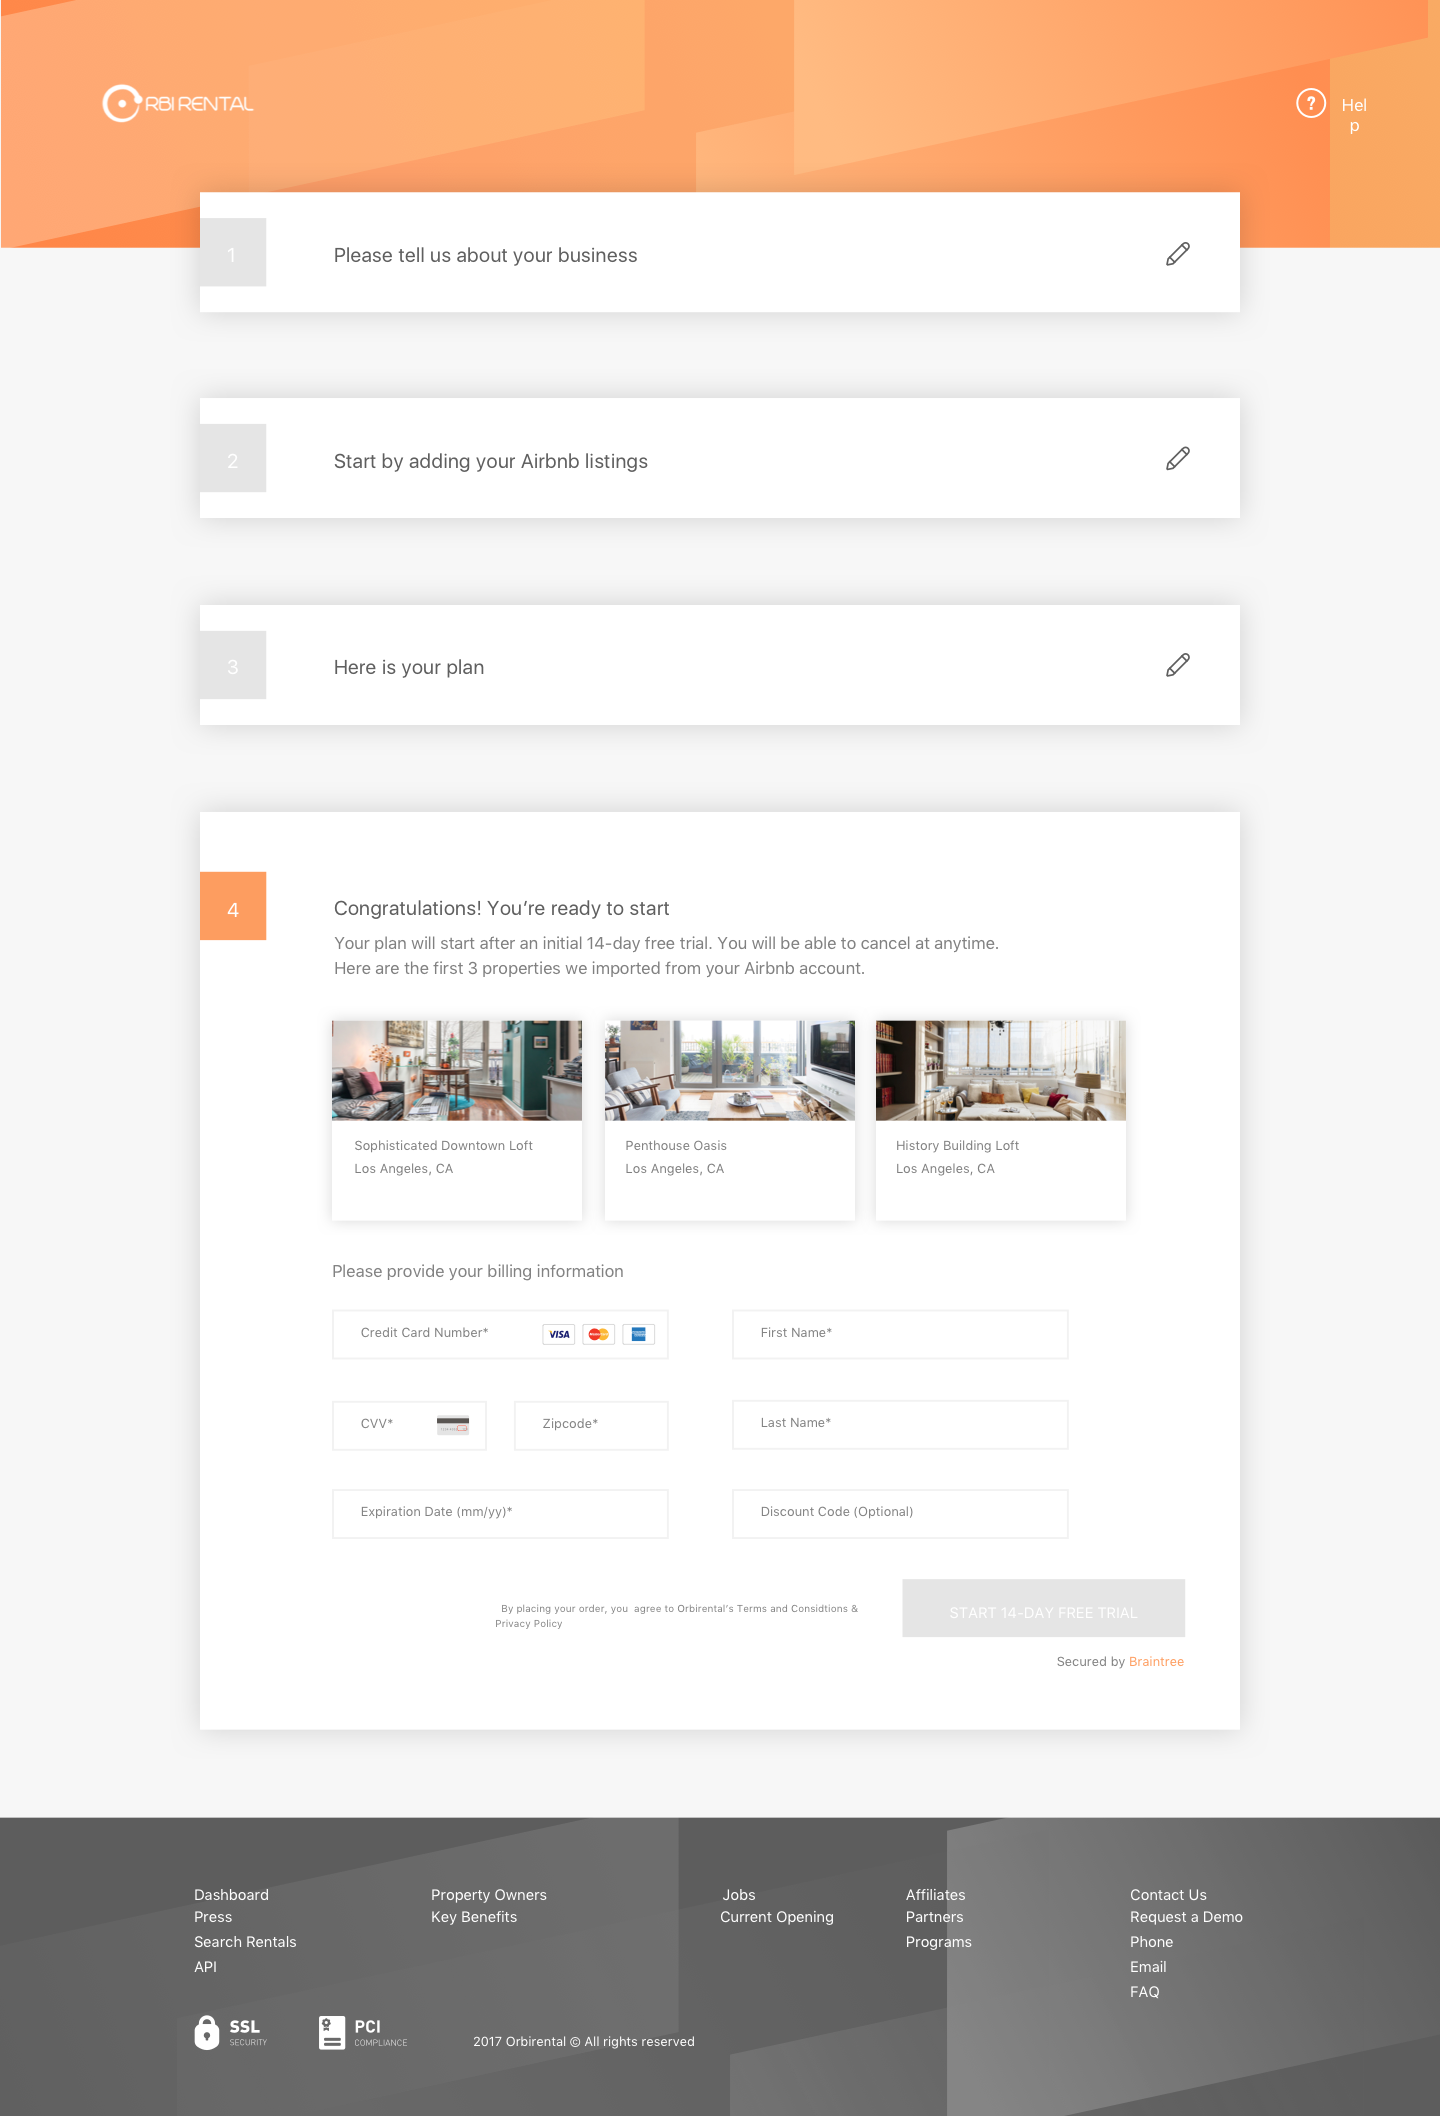 ORBIRENTAL
?
Hel
p
1
Please tell us about your business
2
Start by adding your Airbnb listings
3
Here is your plan
4
Congratulations! You’re ready to start
Your plan will start after an initial 14-day free trial. You will be able to cancel at anytime.
Here are the first 3 properties we imported from your Airbnb account.
Sophisticated Downtown Loft
Los Angeles, CA
Penthouse Oasis
Los Angeles, CA
History Building Loft
Los Angeles, CA
Please provide your billing information
Credit Card Number*
VISA
First Name*
CVV*
Zipcode*
Last Name*
Expiration Date (mm/yy)*
Discount Code (Optional)
By placing your order, you agree to Orbirental’s Terms and Considtions &
Privacy Policy
START 14-DAY FREE TRIAL
Secured by Braintree
Dashboard
Press
Search Rentals
API
Property Owners
Key Benefits
Jobs
Current Opening
Affiliates
Partners
Programs
Contact Us
Request a Demo
Phone
Email
FAQ
SSL
SECURITY
PCI
COMPLIANCE
2017 Orbirental © All rights reserved